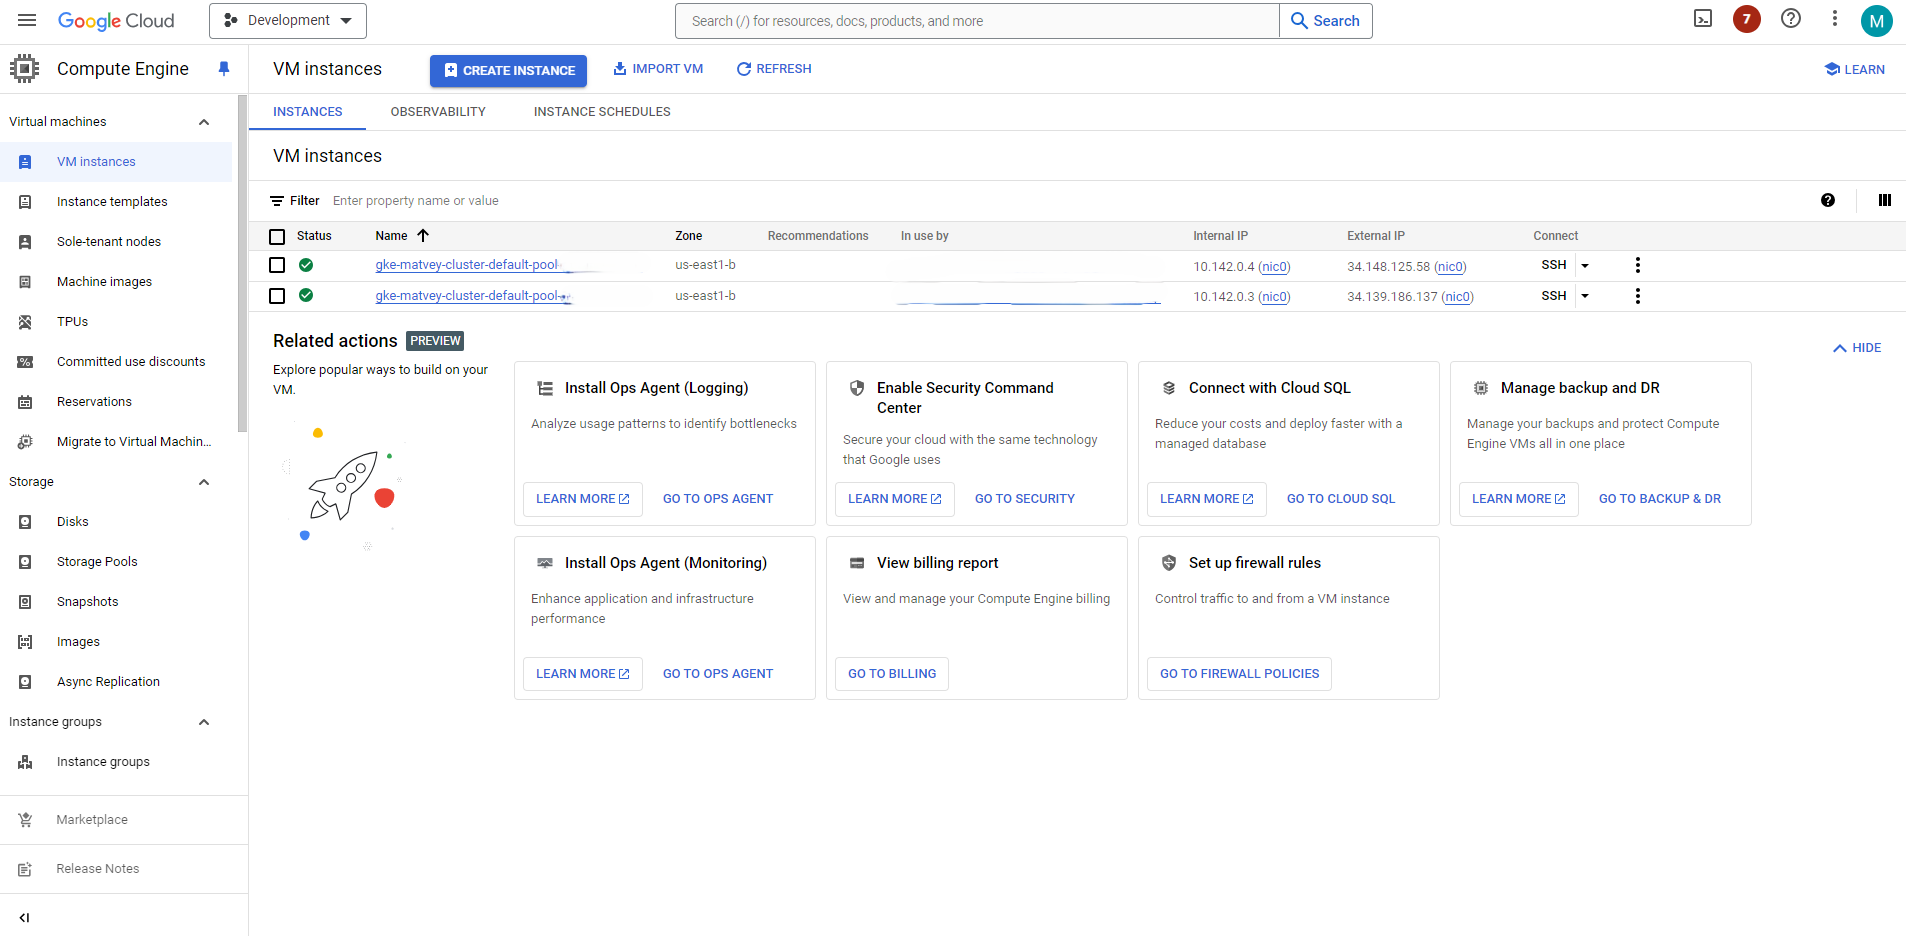 Google Cloud
Development
Search (/) for resources, docs, products, and more
Search
7
M
Compute Engine
VM instances
CREATE INSTANCE
IMPORT VM
REFRESH
LEARN
Virtual machines
VM instances
Instance templates
Sole-tenant nodes
Machine images
TPUs
Committed use discounts
Reservations
Migrate to Virtual Machin...
Storage
Disks
Storage Pools
Snapshots
Images
Async Replication
Instance groups
Instance groups
Marketplace
Release Notes
INSTANCES OBSERVABILITY INSTANCE SCHEDULES
VM instances
Filter Enter property name or value
Status Name Zone Recommendations In use by Internal IP External IP Connect
gke-matvey-cluster-default-pool us-east1-b 10.142.0.4 (nic0) 34.148.125.58 (nic0) SSH
gke-matvey-cluster-default-pool- us-east1-b 10.142.0.3 (nic0) 34.139.186.137 (nic0) SSH
Related actions PREVIEW
HIDE
Explore popular ways to build on your
VM.
Install Ops Agent (Logging)
Analyze usage patterns to identify bottlenecks
LEARN MORE GO TO OPS AGENT
Enable Security Command
Center
Secure your cloud with the same technology
that Google uses
LEARN MORE GO TO SECURITY
Connect with Cloud SQL
Reduce your costs and deploy faster with a
managed database
LEARN MORE GO TO CLOUD SQL
Manage backup and DR
Manage your backups and protect Compute
Engine VMs all in one place
LEARN MORE GO TO BACKUP & DR
Install Ops Agent (Monitoring)
Enhance application and infrastructure
performance
LEARN MORE GO TO OPS AGENT
View billing report
View and manage your Compute Engine billing
GO TO BILLING
Set up firewall rules
Control traffic to and from a VM instance
GO TO FIREWALL POLICIES